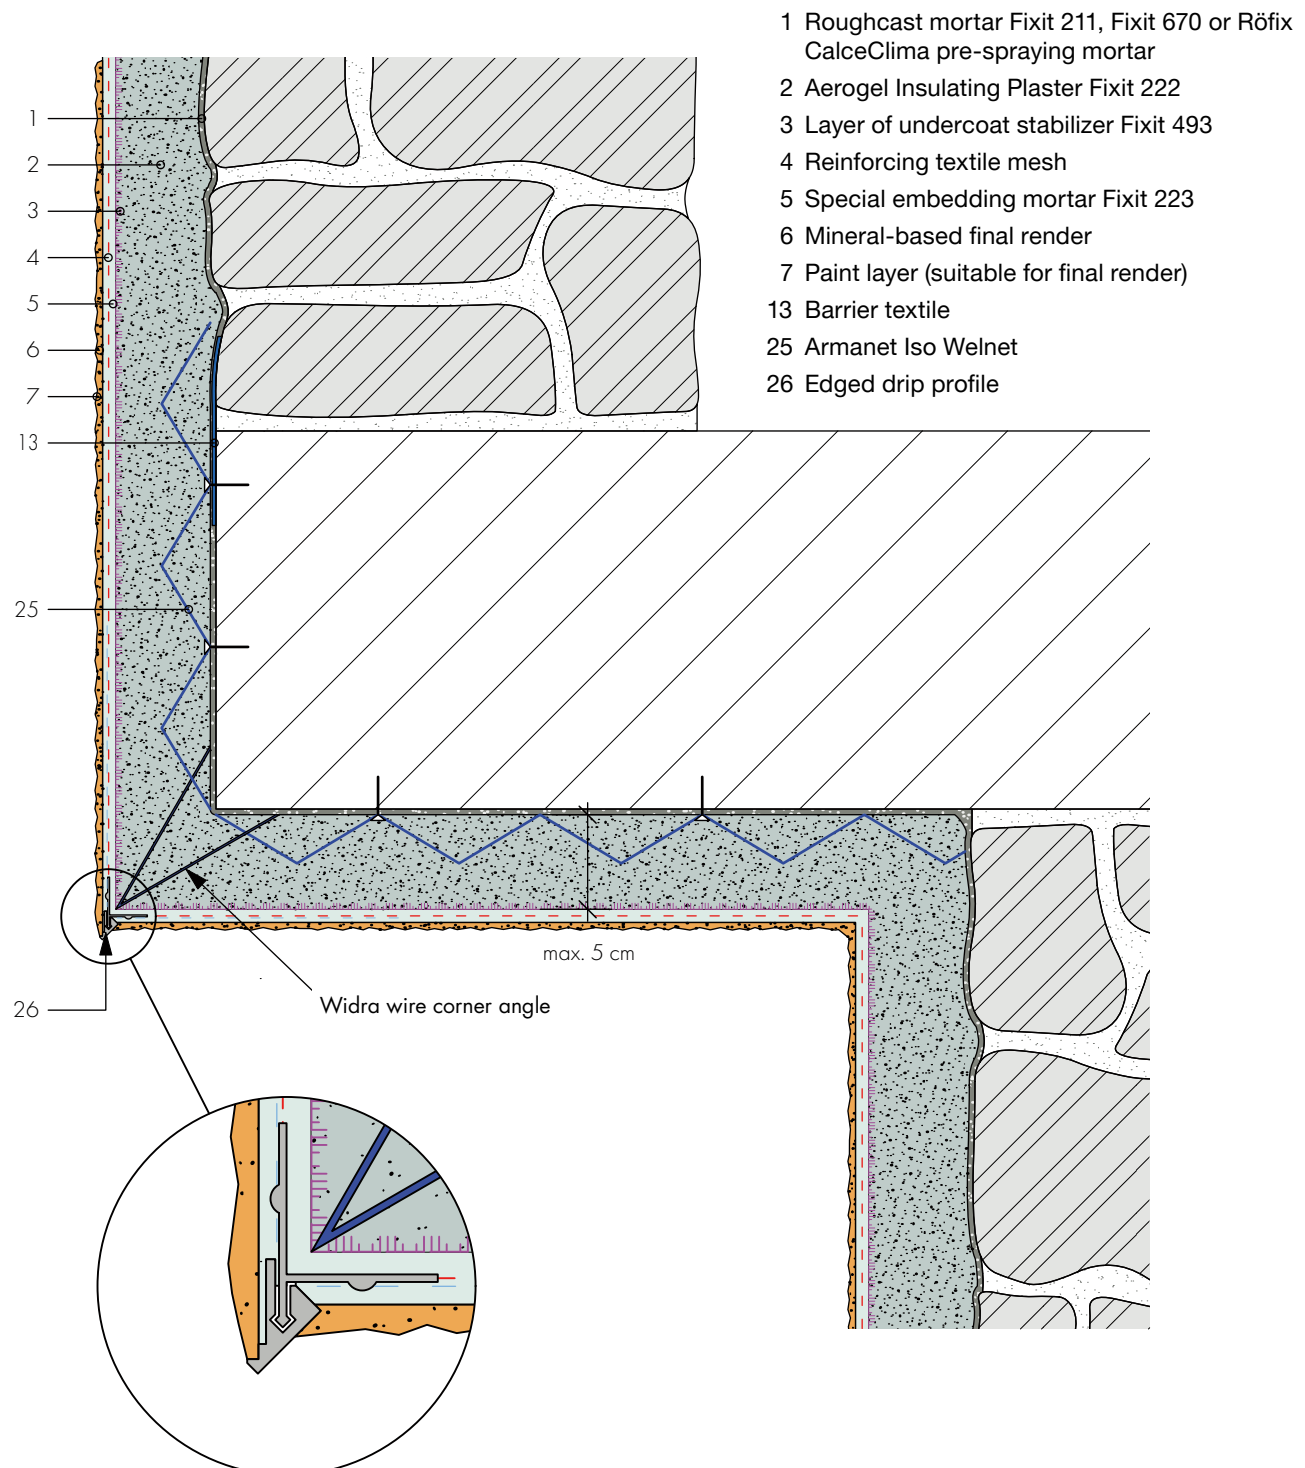 1 Roughcast mortar Fixit 211, Fixit 670 or Röfix
CalceClima pre-spraying mortar
2 Aerogel Insulating Plaster Fixit 222
3 Layer of undercoat stabilizer Fixit 493
4 Reinforcing textile mesh
5 Special embedding mortar Fixit 223
6 Mineral-based final render
7 Paint layer (suitable for final render)
13 Barrier textile
25 Armanet Iso Welnet
26 Edged drip profile
1
2
3
4
5
6
7
13
25
max. 5 cm
Widra wire corner angle
26